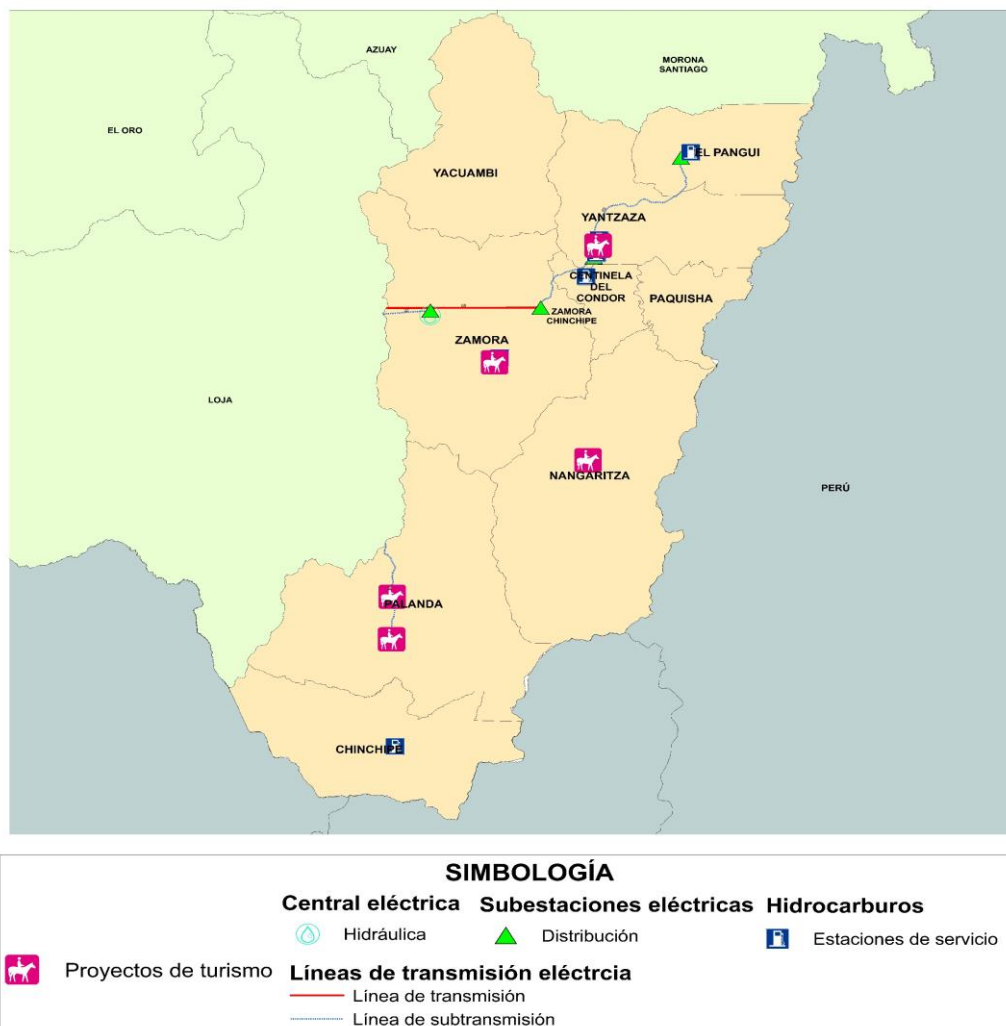 AZUAY
MORONA
SANTIAGO
EL ORO
EL PANGUI
YACUAMBI
YANTZAZA
CENTINELA
DEL
CONDOR
PAQUISHA
ZAMORA
CHINCHIPE
ZAMORA
LOJA
NANGARITZA
PERÚ
PALANDA
CHINCHIPE
SIMBOLOGÍA
Central eléctrica
Subestaciones eléctricas
Hidrocarburos
Hidráulica
Distribución
Estaciones de servicio
Proyectos de turismo
Líneas de transmisión eléctrcia
Línea de transmisión
Línea de subtransmisión